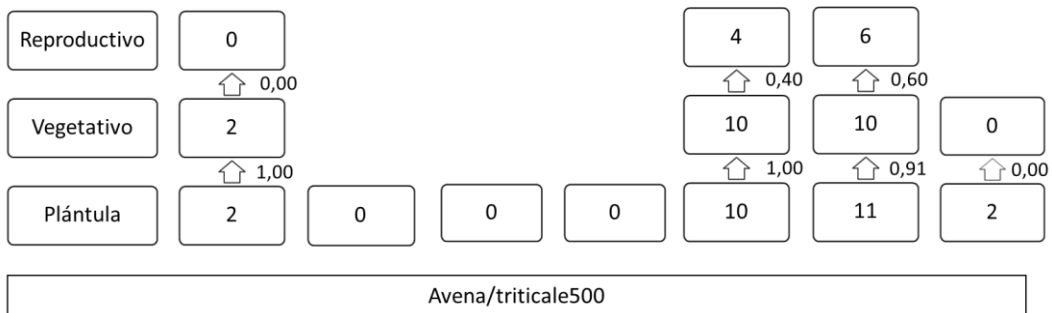 Reproductivo 0 4 6
0,00 0,40 0,60
Vegetativo 2 10 10 0
1,00 1,00 0,91 0,00
Plántula 2 0 0 0 10 11 2
Avena/triticale500